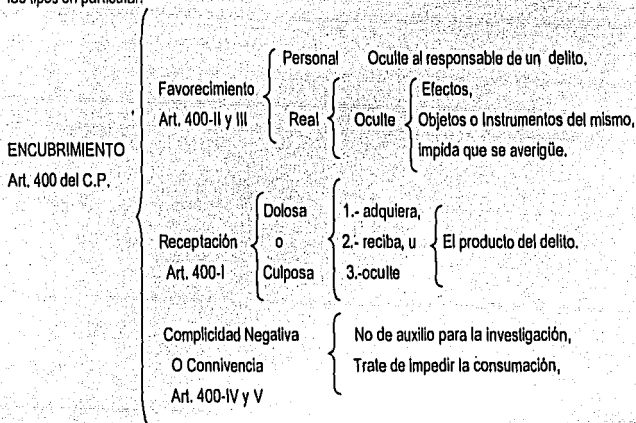 los tipos en particular:
Personal Oculte al responsable de un delito.
Favorecimiento
Art. 400-II y III
Real Oculte
Efectos,
Objetos o Instrumentos del mismo,
impida que se averigüe.
ENCUBRIMIENTO
Art. 400 del C.P.
Receptación
Art. 400-I
Dolosa
o
Culposa
1.- adquiera,
2.- reciba, u
3.-oculte
El producto del delito.
Complicidad Negativa
O Connivencia
Art. 400-IV y V
No de auxilio para la investigación,
Trate de impedir la consumación,